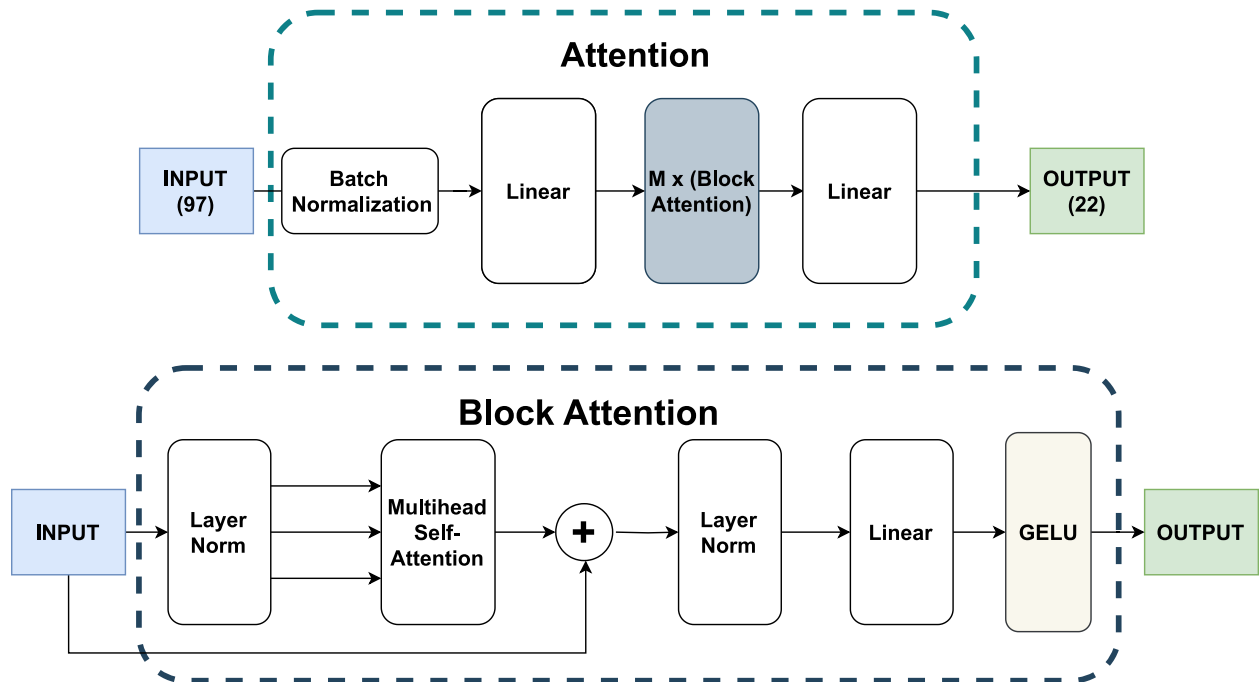 Attention
INPUT
(97)
Batch
Normalization
Linear
M x (Block
Attention)
Linear
OUTPUT
(22)
Block Attention
INPUT
Layer
Norm
Multihead
Self-
Attention
+
Layer
Norm
Linear
GELU
OUTPUT